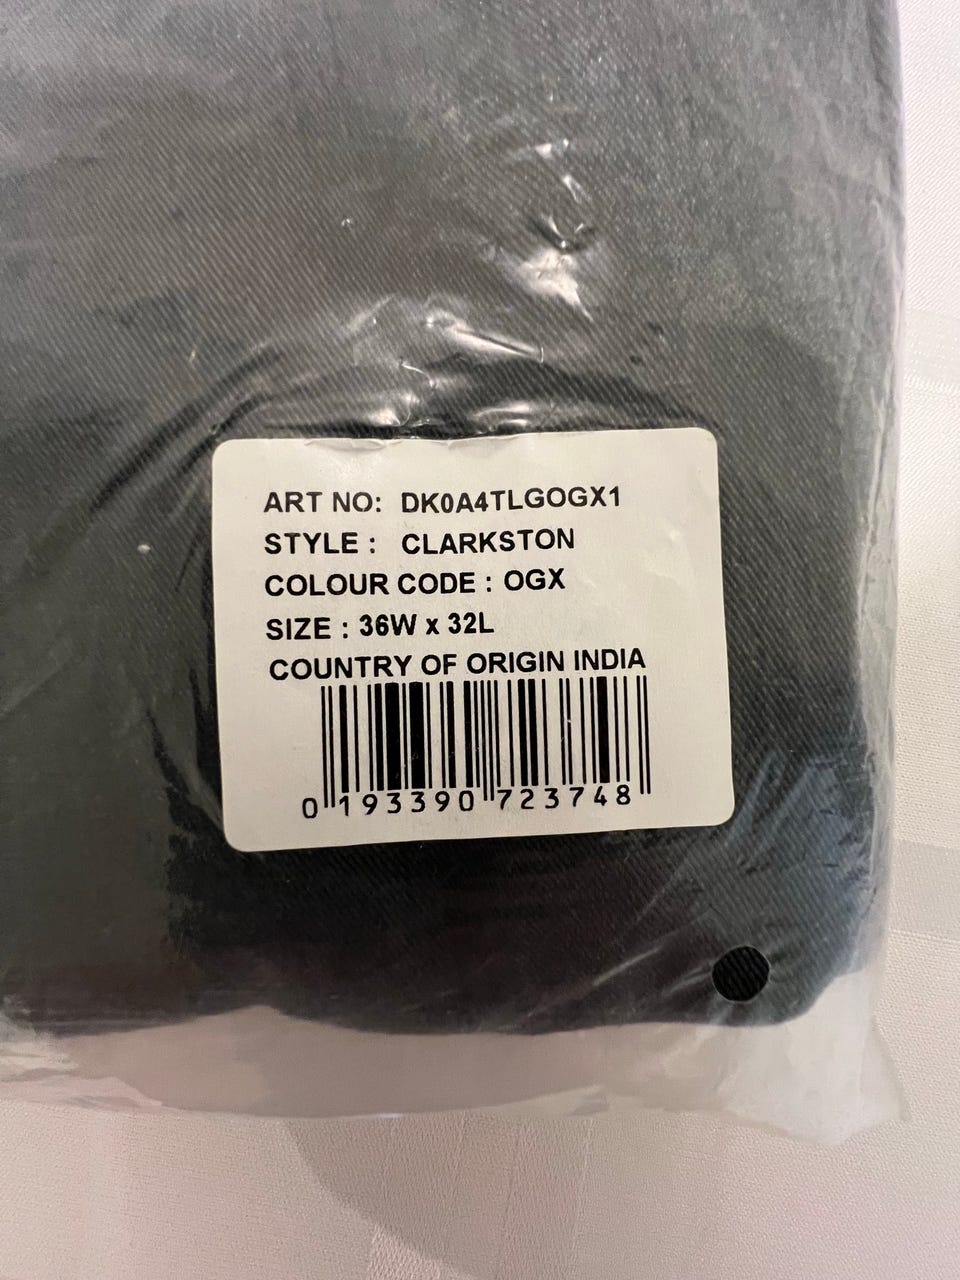 ART NO: DK0A4TLGOGX1
STYLE : CLARKSTON
COLOUR CODE : OGX
SIZE : 36W x 32L
COUNTRY OF ORIGIN INDIA
0 193390 723748